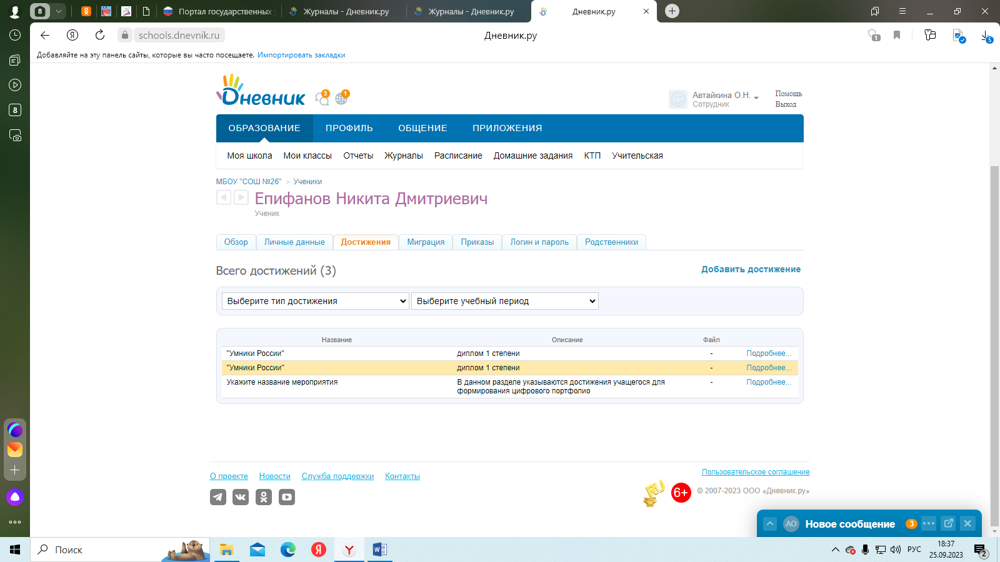 8
Портал государственных
Журналы - Дневник.ру
Журналы - Дневник.ру
Дневник.ру
schools.dnevnik.ru
Дневник.ру
1
5
Добавляйте на эту панель сайты, которые вы часто посещаете. Импортировать закладки
8
Дневник
3
1
Автайкина О.Н.
Сотрудник
Помощь
Выход
ОБРАЗОВАНИЕ ПРОФИЛЬ ОБЩЕНИЕ ПРИЛОЖЕНИЯ
Моя школа Мои классы Отчеты Журналы Расписание Домашние задания КТП Учительская
МБОУ "СОШ №26" > Ученики
Епифанов Никита Дмитриевич
Ученик
Обзор Личные данные Достижения Миграция Приказы Логин и пароль Родственники
Всего достижений (3)
Добавить достижение
Выберите тип достижения Выберите учебный период
Название Описание Файл
"Умники России" диплом 1 степени - Подробнее...
"Умники России" диплом 1 степени - Подробнее...
Укажите название мероприятия В данном разделе указываются достижения учащегося для - Подробнее...
формирования цифрового портфолио
О проекте Новости Служба поддержки Контакты
Пользовательское соглашение
RU
6+
© 2007-2023 ООО «Дневник.ру»
АО Новое сообщение 3
Поиск
РУС
18:37
25.09.2023
2